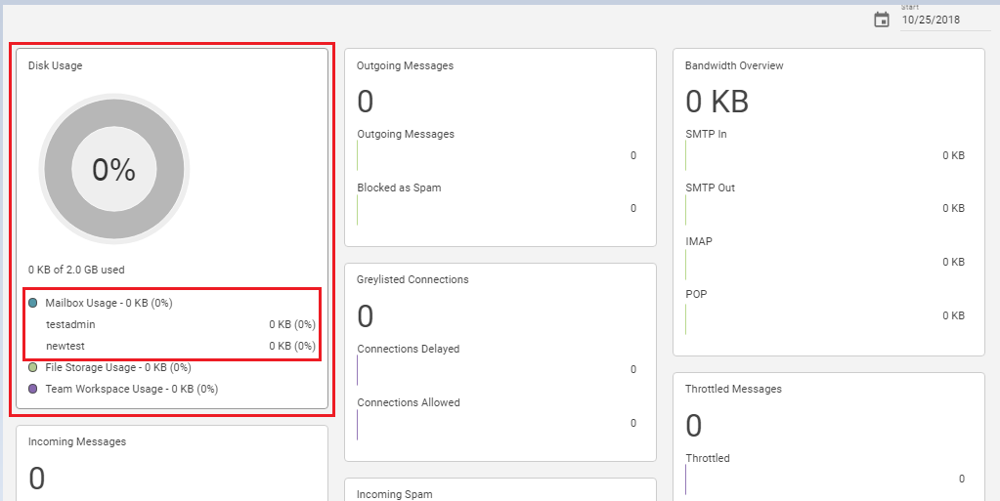 Start
10/25/2018
Disk Usage
0%
0 KB of 2.0 GB used
Mailbox Usage - 0 KB (0%)
testadmin 0 KB (0%)
newtest 0 KB (0%)
File Storage Usage - 0 KB (0%)
Team Workspace Usage - 0 KB (0%)
Incoming Messages
0
Outgoing Messages
0
Outgoing Messages
0
Blocked as Spam
0
Greylisted Connections
0
Connections Delayed
0
Connections Allowed
0
Incoming Spam
Bandwidth Overview
0 KB
SMTP In
0 KB
SMTP Out
0 KB
IMAP
0 KB
POP
0 KB
Throttled Messages
0
Throttled
0